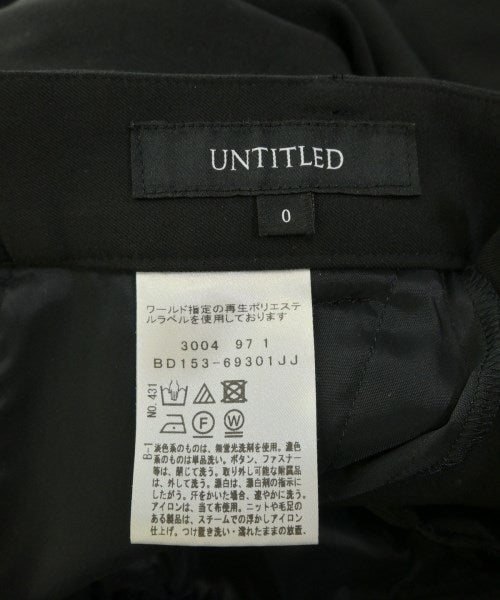 UNTITLED
0
ワールド指定の再生ポリエステ
ルラベルを使用しております
3004 97 1
BD153-69301JJ
NO.431
F
W
B-1
淡色系のものは、無蛍光洗剤を使用。濃色
系のものは単品洗い。ボタン、ファスナー
等は、閉じて洗う。取り外し可能な付属品
は、外して洗う。漂白は、漂白剤の指示に
したがう。汗をかいた場合、速やかに洗う。
アイロンは、当て布使用。ニットや毛足の
ある製品は、スチームでの浮かしアイロン
仕上げ。つけ置き洗い・濡れたままの放置、